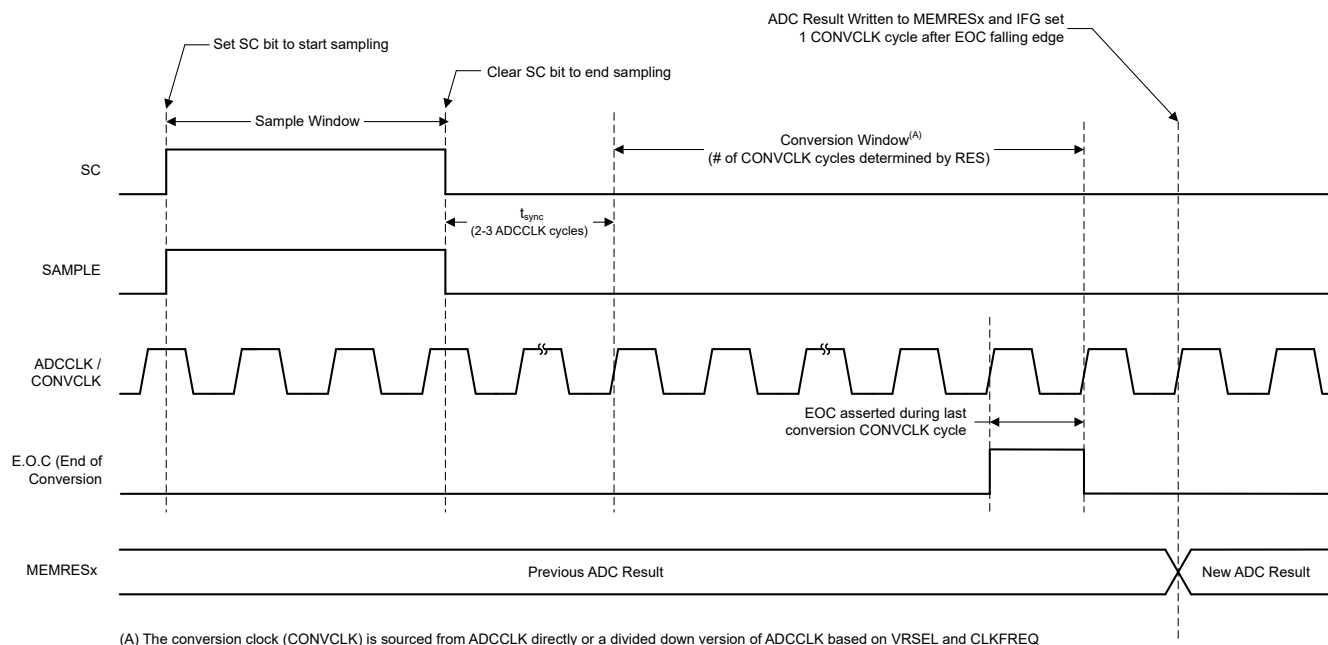 ADC Result Written to MEMRESx and IFG set
1 CONVCLK cycle after EOC falling edge
Set SC bit to start sampling
Clear SC bit to end sampling
Sample Window
Conversion Window(A)
(# of CONVCLK cycles determined by RES)
SC
tsync
(2-3 ADCCLK cycles)
SAMPLE
ADCCLK /
CONVCLK
EOC asserted during last
conversion CONVCLK cycle
E.O.C (End of
Conversion
MEMRESx
Previous ADC Result
New ADC Result
(A) The conversion clock (CONVCLK) is sourced from ADCCLK directly or a divided down version of ADCCLK based on VRSEL and CLKFREQ